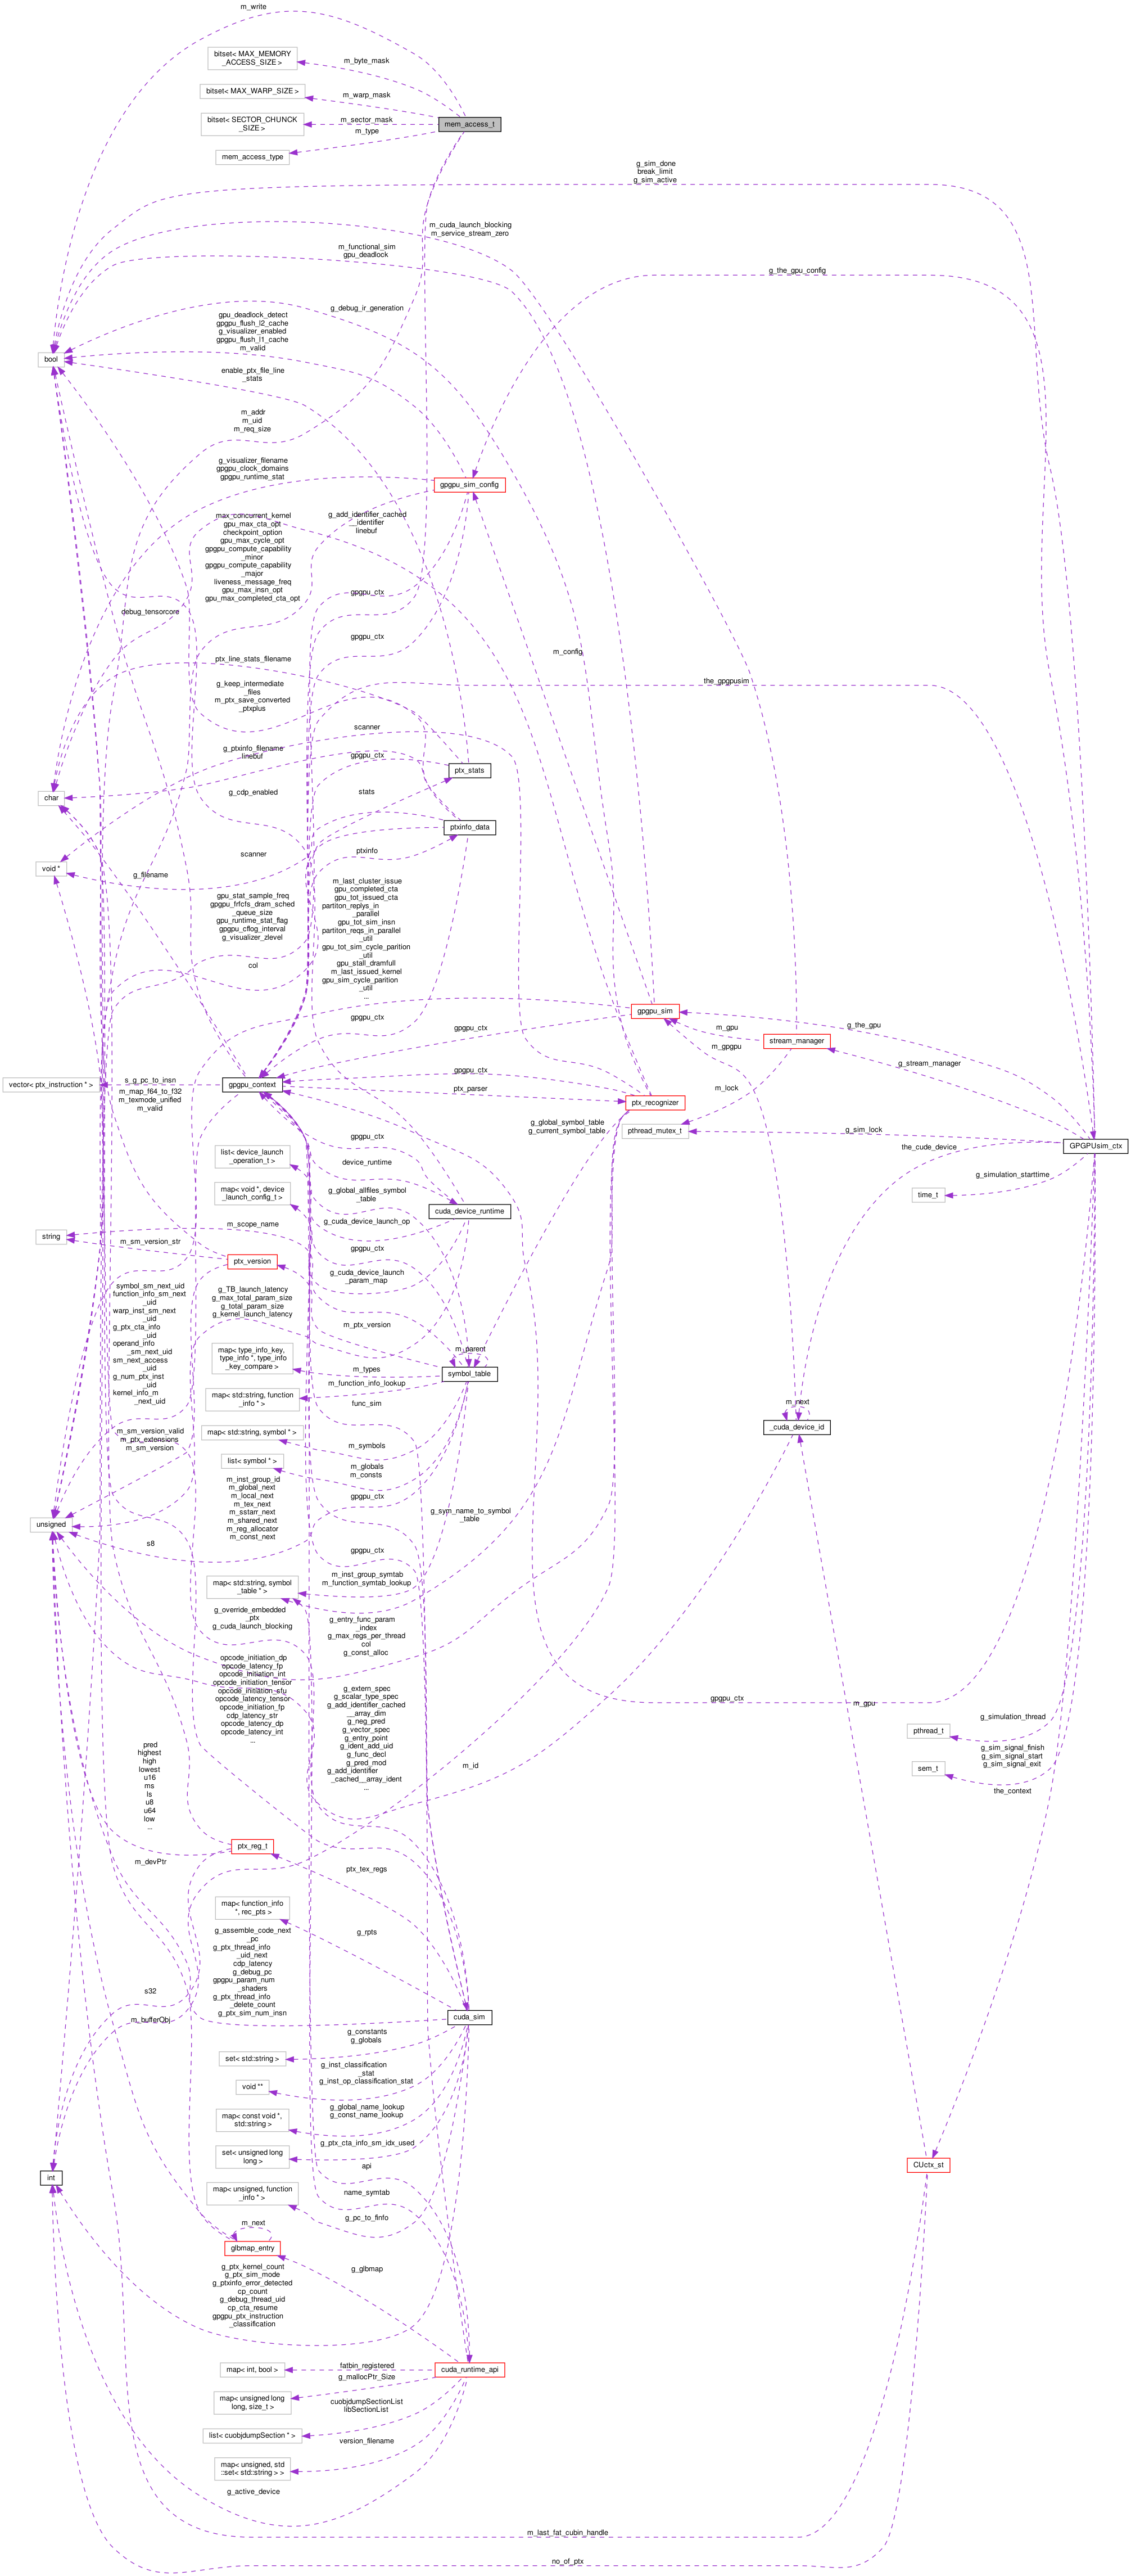 m_write
bitset< MAX_MEMORY
_ACCESS_SIZE >
m_byte_mask
bitset< MAX_WARP_SIZE >
m_warp_mask
bitset< SECTOR_CHUNCK
_SIZE >
m_sector_mask
mem_access_t
m_type
mem_access_type
g_sim_done
break_limit
g_sim_active
m_cuda_launch_blocking
m_service_stream_zero
m_functional_sim
gpu_deadlock
g_the_gpu_config
g_debug_ir_generation
gpu_deadlock_detect
gpgpu_flush_l2_cache
g_visualizer_enabled
gpgpu_flush_l1_cache
m_valid
bool
enable_ptx_file_line
_stats
m_addr
m_uid
m_req_size
g_visualizer_filename
gpgpu_clock_domains
gpgpu_runtime_stat
gpgpu_sim_config
max_concurrent_kernel
gpu_max_cta_opt
checkpoint_option
gpu_max_cycle_opt
gpgpu_compute_capability
_minor
gpgpu_compute_capability
_major
liveness_message_freq
gpu_max_insn_opt
gpu_max_completed_cta_opt
g_add_identifier_cached
__identifier
linebuf
gpgpu_ctx
debug_tensorcore
gpgpu_ctx
m_config
ptx_line_stats_filename
the_gpgpusim
g_keep_intermediate
_files
m_ptx_save_converted
_ptxplus
scanner
g_ptxinfo_filename
linebuf
gpgpu_ctx
ptx_stats
char
g_cdp_enabled
stats
ptxinfo_data
scanner
ptxinfo
void *
g_filename
m_last_cluster_issue
gpu_completed_cta
gpu_tot_issued_cta
partiton_replys_in
_parallel
gpu_tot_sim_insn
partiton_reqs_in_parallel
_util
gpu_tot_sim_cycle_parition
_util
gpu_stall_dramfull
m_last_issued_kernel
gpu_sim_cycle_parition
_util
...
gpu_stat_sample_freq
gpgpu_frfcfs_dram_sched
_queue_size
gpu_runtime_stat_flag
gpgpu_cflog_interval
g_visualizer_zlevel
col
gpgpu_ctx
gpgpu_sim
gpgpu_ctx
m_gpu
g_the_gpu
stream_manager
m_gpgpu
g_stream_manager
gpgpu_ctx
vector< ptx_instruction * >
s_g_pc_to_insn
gpgpu_context
ptx_parser
m_lock
m_map_f64_to_f32
m_texmode_unified
m_valid
ptx_recognizer
g_global_symbol_table
g_current_symbol_table
pthread_mutex_t
g_sim_lock
gpgpu_ctx
the_cude_device
GPGPUsim_ctx
list< device_launch
_operation_t >
device_runtime
g_simulation_starttime
map< void *, device
_launch_config_t >
g_global_allfiles_symbol
_table
time_t
cuda_device_runtime
m_scope_name
g_cuda_device_launch_op
string
m_sm_version_str
gpgpu_ctx
ptx_version
g_cuda_device_launch
_param_map
symbol_sm_next_uid
function_info_sm_next
_uid
warp_inst_sm_next
_uid
g_ptx_cta_info
_uid
operand_info
_sm_next_uid
sm_next_access
_uid
g_num_ptx_inst
_uid
kernel_info_m
_next_uid
g_TB_launch_latency
g_max_total_param_size
g_total_param_size
g_kernel_launch_latency
m_ptx_version
m_parent
map< type_info_key,
type_info *, type_info
_key_compare >
m_types
symbol_table
m_function_info_lookup
map< std::string, function
_info * >
func_sim
m_next
_cuda_device_id
m_sm_version_valid
m_ptx_extensions
m_sm_version
map< std::string, symbol * >
m_symbols
list< symbol * >
m_globals
m_consts
m_inst_group_id
m_global_next
m_local_next
m_tex_next
m_sstarr_next
m_shared_next
m_reg_allocator
m_const_next
gpgpu_ctx
g_sym_name_to_symbol
_table
unsigned
s8
gpgpu_ctx
map< std::string, symbol
_table * >
m_inst_group_symtab
m_function_symtab_lookup
g_override_embedded
_ptx
g_cuda_launch_blocking
g_entry_func_param
_index
g_max_regs_per_thread
col
g_const_alloc
opcode_initiation_dp
opcode_latency_fp
opcode_initiation_int
opcode_initiation_tensor
opcode_initiation_sfu
opcode_latency_tensor
opcode_initiation_fp
cdp_latency_str
opcode_latency_dp
opcode_latency_int
...
g_extern_spec
g_scalar_type_spec
g_add_identifier_cached
__array_dim
g_neg_pred
g_vector_spec
g_entry_point
g_ident_add_uid
g_func_decl
g_pred_mod
g_add_identifier
_cached__array_ident
...
gpgpu_ctx
m_gpu
g_simulation_thread
pthread_t
pred
highest
high
lowest
u16
ms
ls
u8
u64
low
...
m_id
g_sim_signal_finish
g_sim_signal_start
g_sim_signal_exit
sem_t
the_context
ptx_reg_t
m_devPtr
ptx_tex_regs
map< function_info
*, rec_pts >
g_rpts
g_assemble_code_next
_pc
g_ptx_thread_info
_uid_next
cdp_latency
g_debug_pc
gpgpu_param_num
_shaders
g_ptx_thread_info
_delete_count
g_ptx_sim_num_insn
s32
m_bufferObj
cuda_sim
g_constants
g_globals
set< std::string >
g_inst_classification
_stat
g_inst_op_classification_stat
void **
g_global_name_lookup
g_const_name_lookup
map< const void *,
std::string >
g_ptx_cta_info_sm_idx_used
set< unsigned long
long >
api
CUctx_st
int
map< unsigned, function
_info * >
name_symtab
g_pc_to_finfo
m_next
glbmap_entry
g_glbmap
g_ptx_kernel_count
g_ptx_sim_mode
g_ptxinfo_error_detected
cp_count
g_debug_thread_uid
cp_cta_resume
gpgpu_ptx_instruction
_classification
map< int, bool >
fatbin_registered
cuda_runtime_api
g_mallocPtr_Size
map< unsigned long
long, size_t >
cuobjdumpSectionList
libSectionList
list< cuobjdumpSection * >
version_filename
map< unsigned, std
::set< std::string > >
g_active_device
m_last_fat_cubin_handle
no_of_ptx